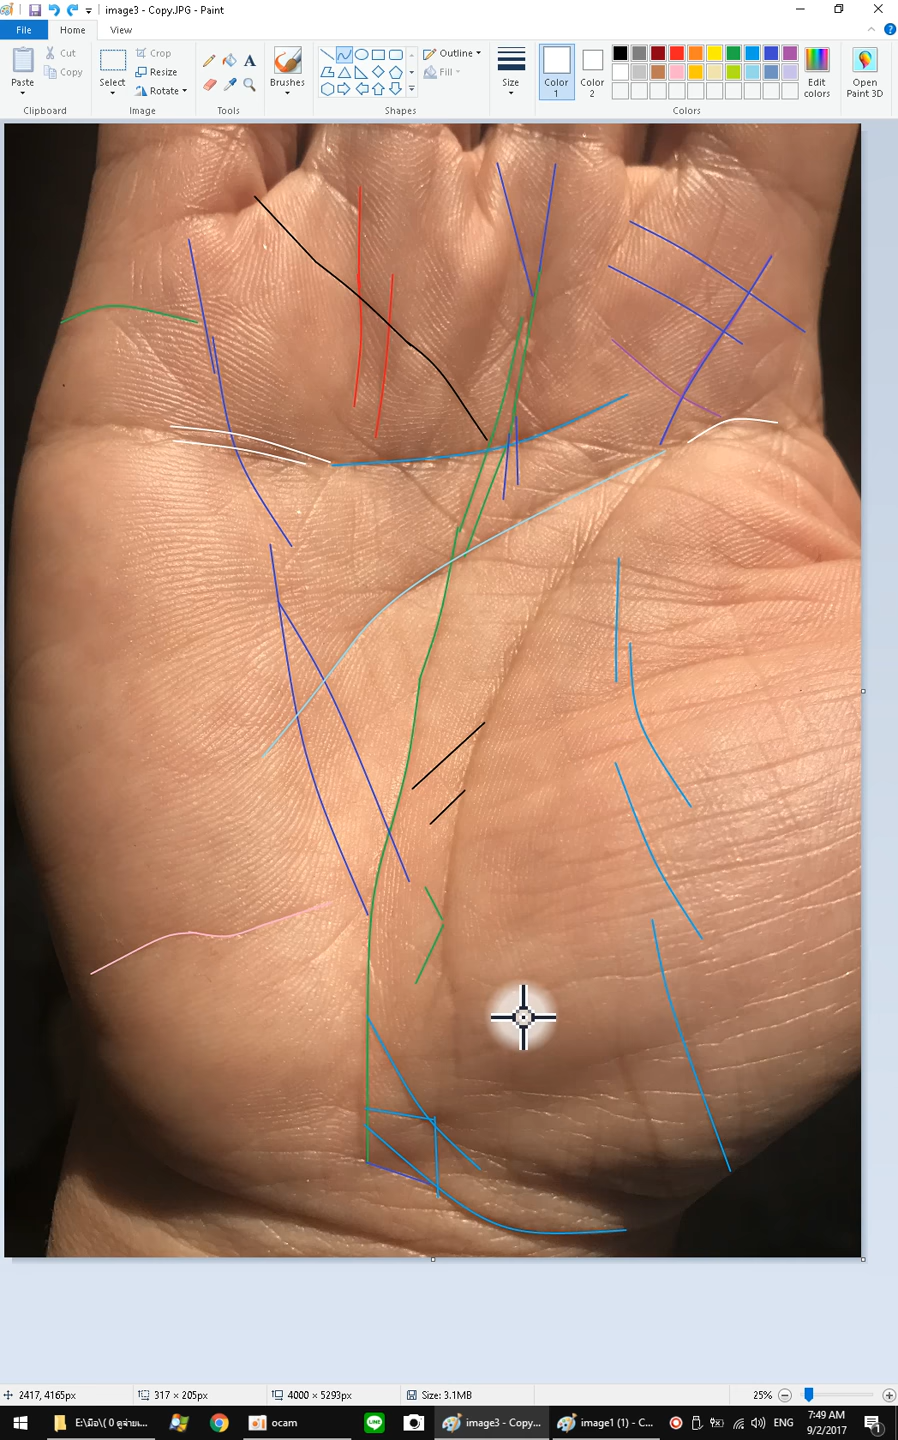 image3 - Copy.JPG - Paint
File Home View
Paste Cut Copy
Select Crop Resize Rotate
A
Brushes
Outline
Fill
Size
Color 1
Color 2
Edit colors
Open Paint 3D
Clipboard Image Tools Shapes Colors
2417, 4165px 317 × 205px 4000 × 5293px Size: 3.1MB 25%
ocam LINE image3 - Copy... image1 (1) - C... ENG 7:49 AM
9/2/2017
1